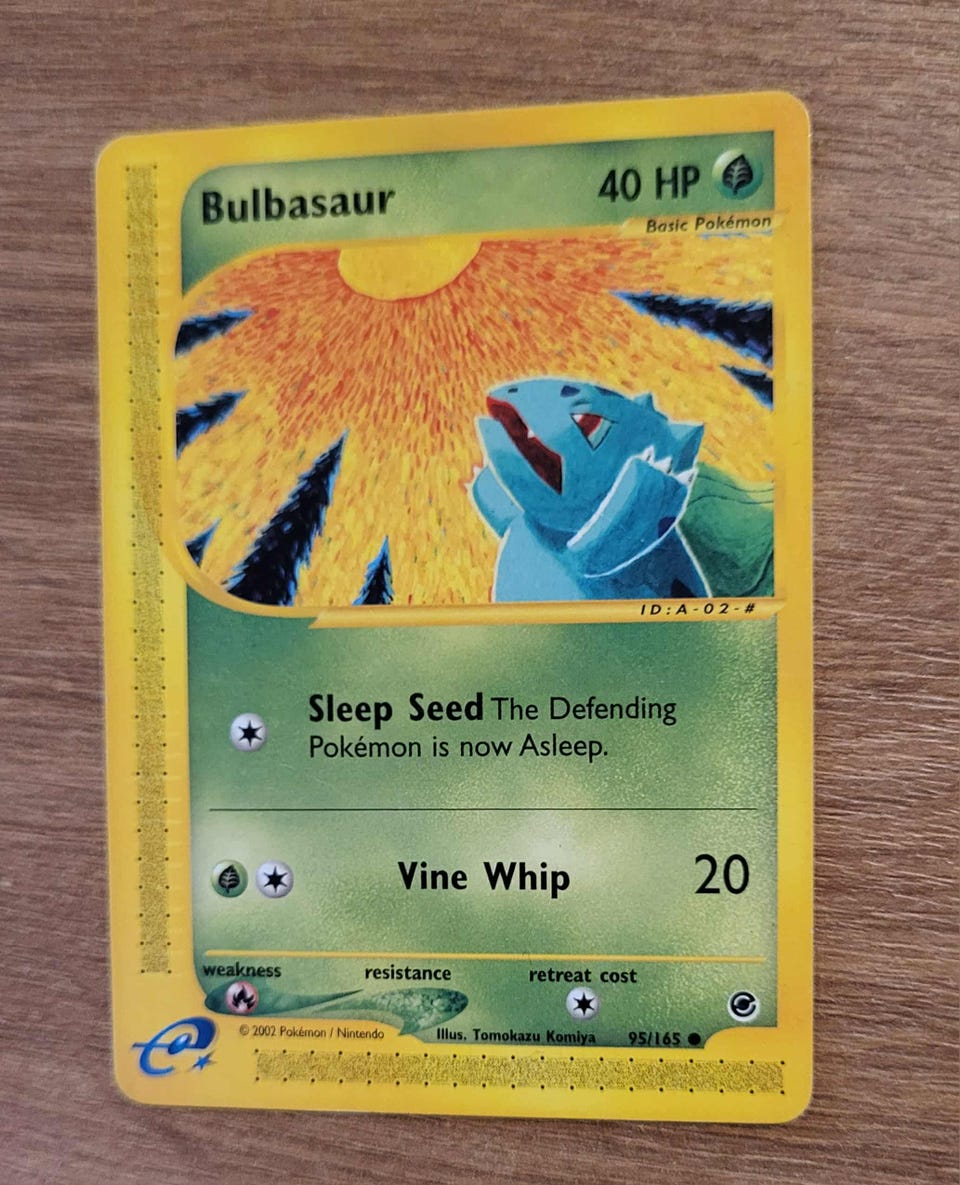 Bulbasaur 40 HP
Basic Pokémon
ID:A-02-#
Sleep Seed The Defending
Pokémon is now Asleep.
Vine Whip 20
weakness resistance retreat cost
© 2002 Pokémon / Nintendo Illus. Tomokazu Komiya 95/165
e